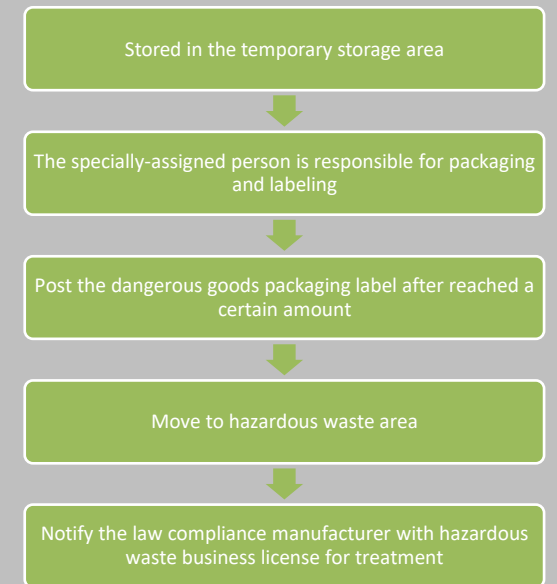 Stored in the temporary storage area
The specially-assigned person is responsible for packaging
and labeling
Post the dangerous goods packaging label after reached a
certain amount
Move to hazardous waste area
Notify the law compliance manufacturer with hazardous
waste business license for treatment